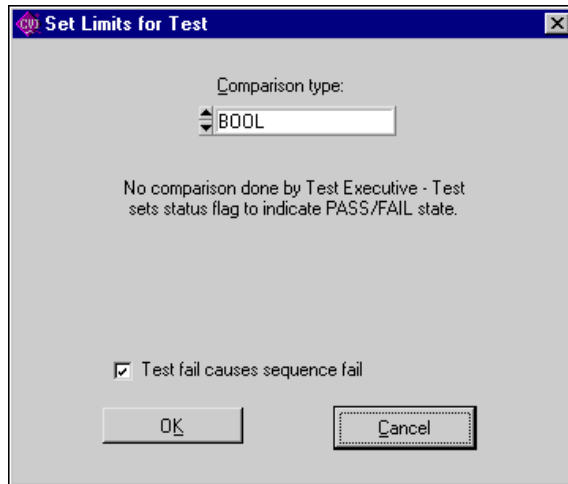 CVI Set Limits for Test
Comparison type:
BOOL
No comparison done by Test Executive - Test
sets status flag to indicate PASS/FAIL state.
Test fail causes sequence fail
OK
Cancel